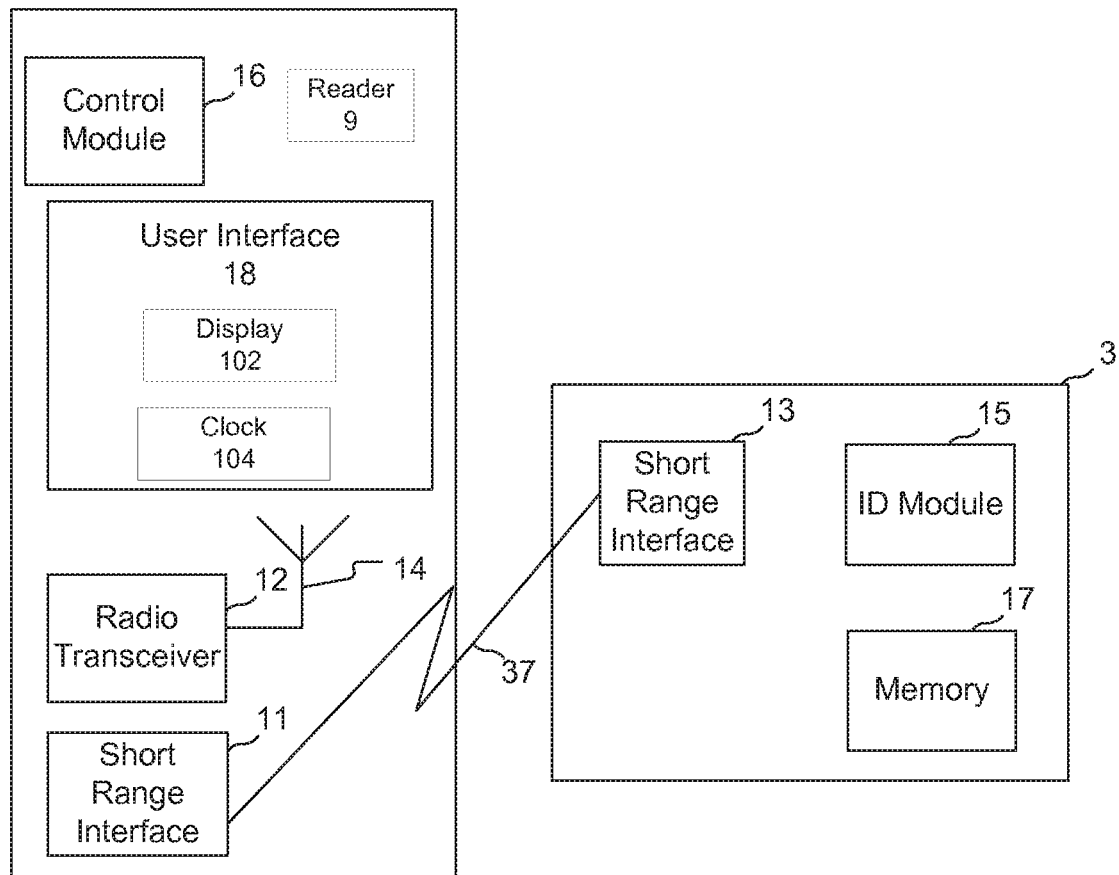 Control
Module
16
Reader
9
User Interface
18
Display
102
Clock
104
Radio
Transceiver
12
14
Short
Range
Interface
11
37
3
Short
Range
Interface
13
ID Module
15
Memory
17